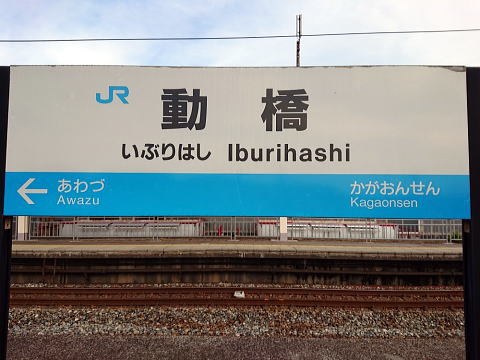 JR 動橋
いぶりはし Iburihashi
← あわづ かがおんせん
Awazu Kagaonsen